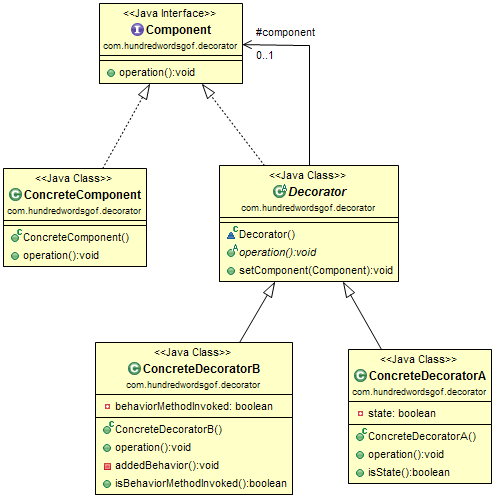 <<Java Interface>>
Component
com.hundredwordsgof.decorator
operation():void
#component
0..1
<<Java Class>>
ConcreteComponent
com.hundredwordsgof.decorator
ConcreteComponent()
operation():void
<<Java Class>>
Decorator
com.hundredwordsgof.decorator
Decorator()
operation():void
setComponent(Component):void
<<Java Class>>
ConcreteDecoratorB
com.hundredwordsgof.decorator
behaviorMethodInvoked: boolean
ConcreteDecoratorB()
operation():void
addedBehavior():void
isBehaviorMethodInvoked():boolean
<<Java Class>>
ConcreteDecoratorA
com.hundredwordsgof.decorator
state: boolean
ConcreteDecoratorA()
operation():void
isState():boolean